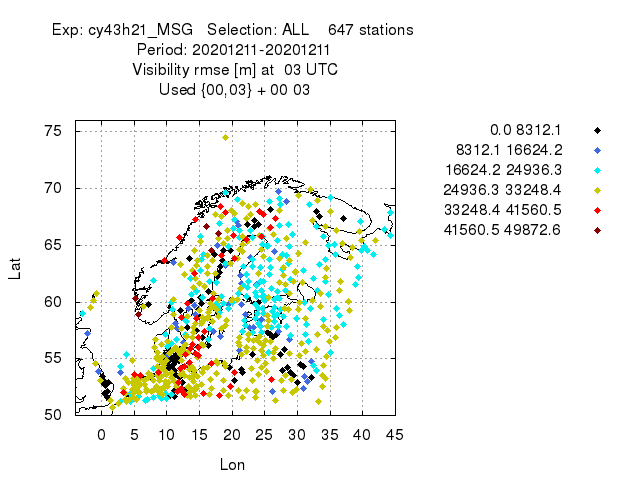 Exp: cy43h21_MSG   Selection: ALL    647 stations
Period: 20201211-20201211
Visibility rmse [m] at  03 UTC
Used {00,03} + 00 03
0.0 8312.1
8312.1 16624.2
16624.2 24936.3
24936.3 33248.4
33248.4 41560.5
41560.5 49872.6
Lat
75
70
65
60
55
50
0 5 10 15 20 25 30 35 40 45
Lon